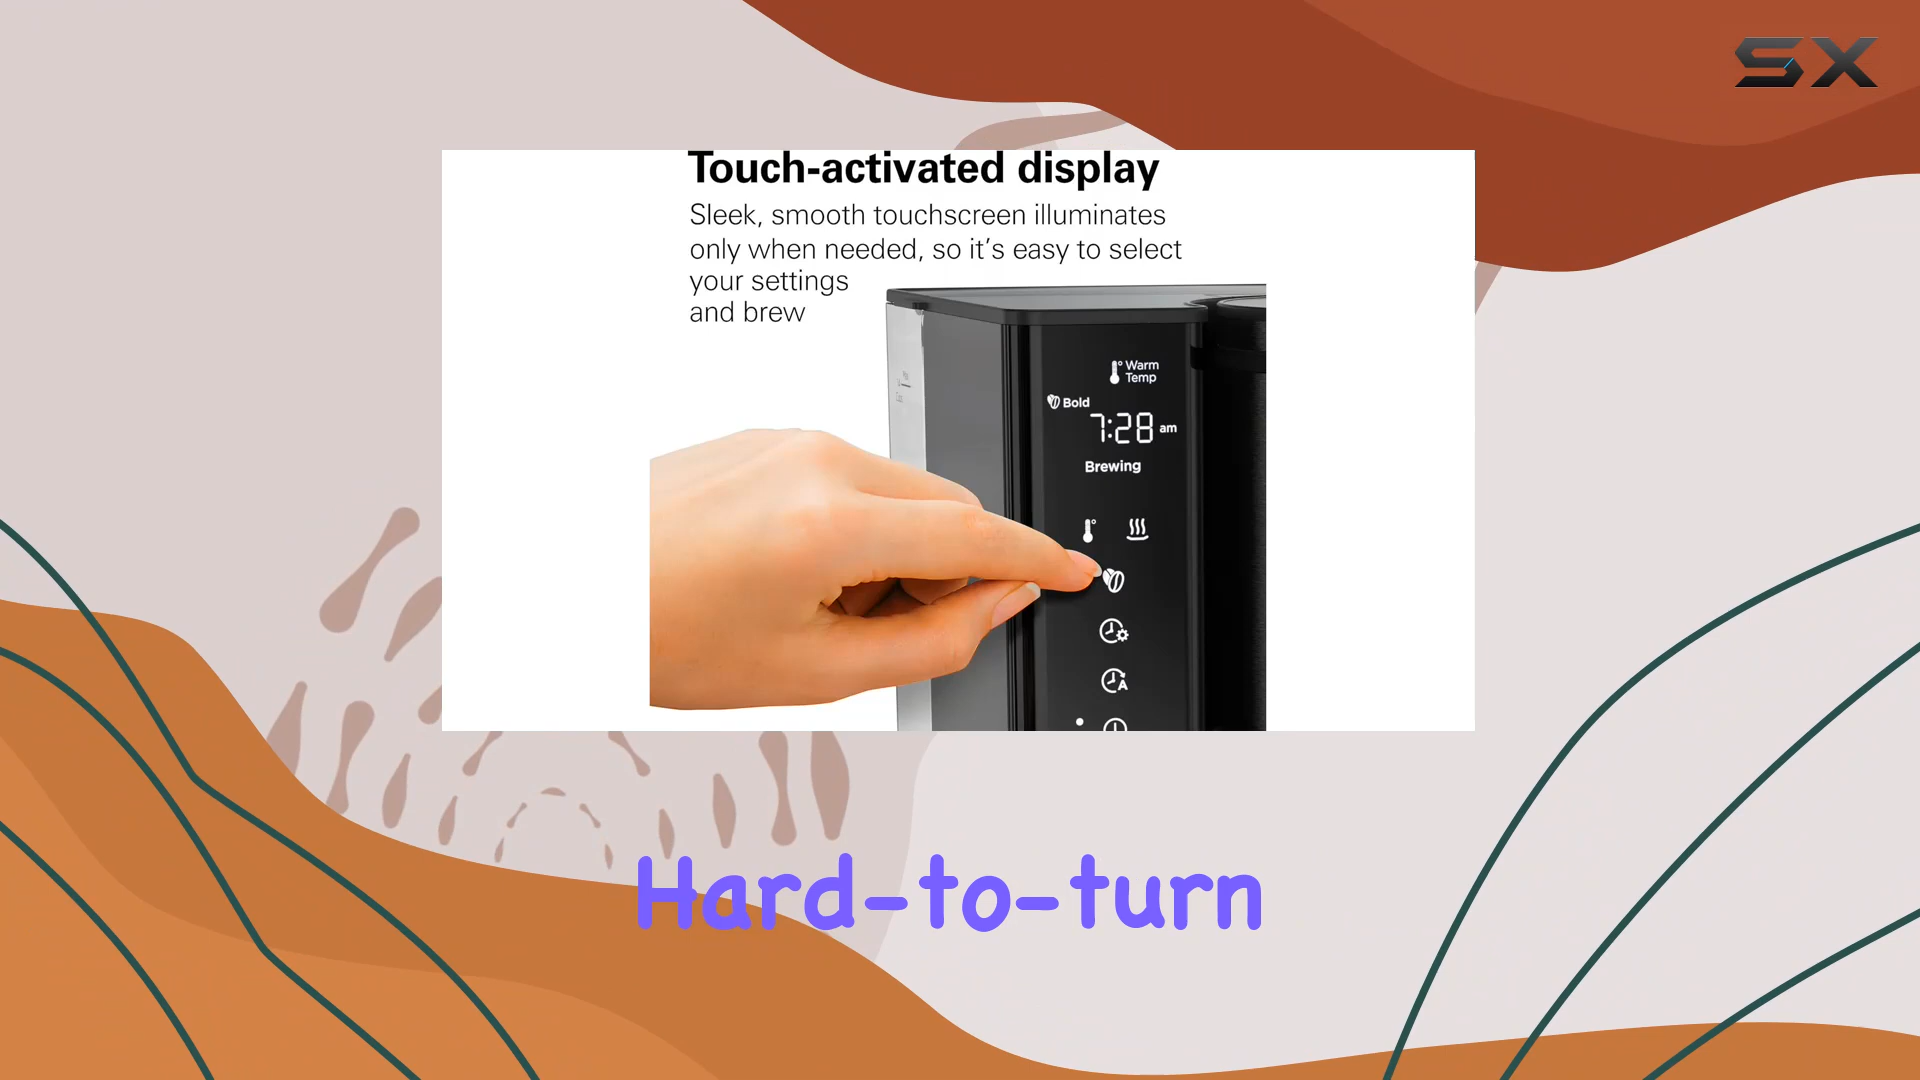 SX
Touch-activated display
Sleek, smooth touchscreen illuminates
only when needed, so it's easy to select
your settings
and brew
Warm
Temp
Bold
7:28 am
Brewing
A
Hard-to-turn